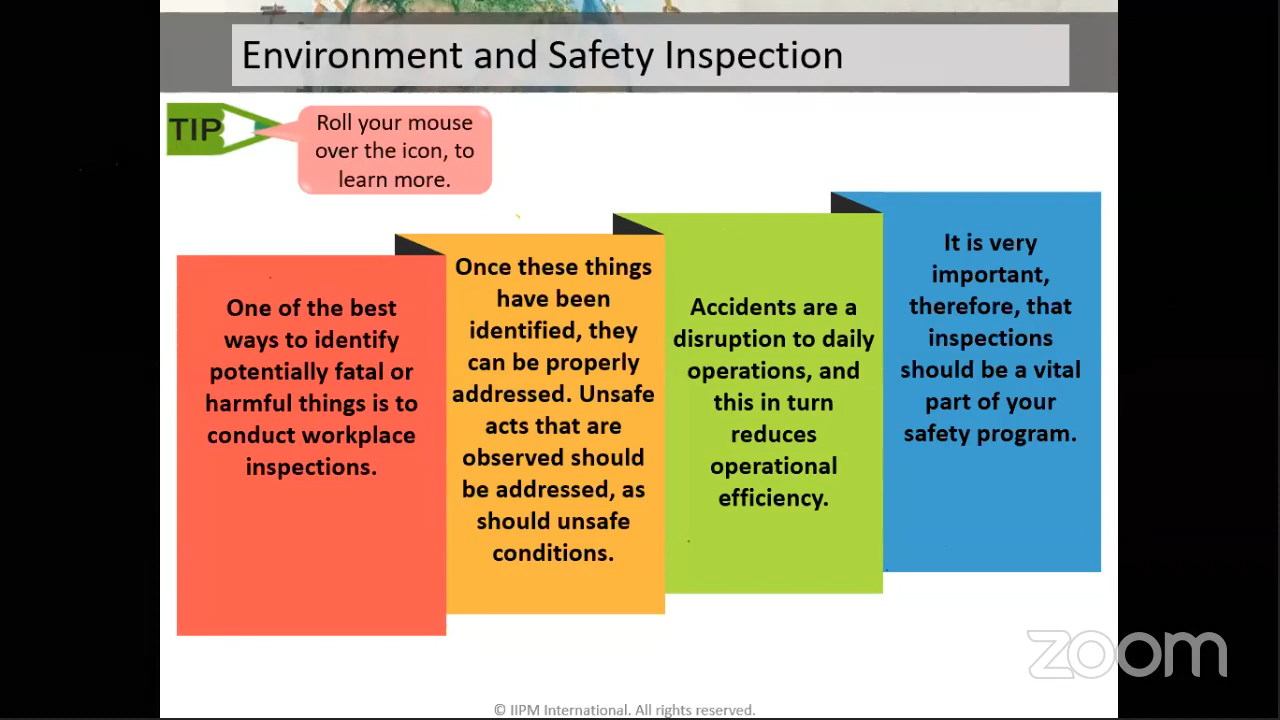 Environment and Safety Inspection
TIP
Roll your mouse
over the icon, to
learn more.
One of the best
ways to identify
potentially fatal or
harmful things is to
conduct workplace
inspections.
Once these things
have been
identified, they
can be properly
addressed. Unsafe
acts that are
observed should
be addressed, as
should unsafe
conditions.
Accidents are a
disruption to daily
operations, and
this in turn
reduces
operational
efficiency.
It is very
important,
therefore, that
inspections
should be a vital
part of your
safety program.
zoom
© IIPM International. All rights reserved.